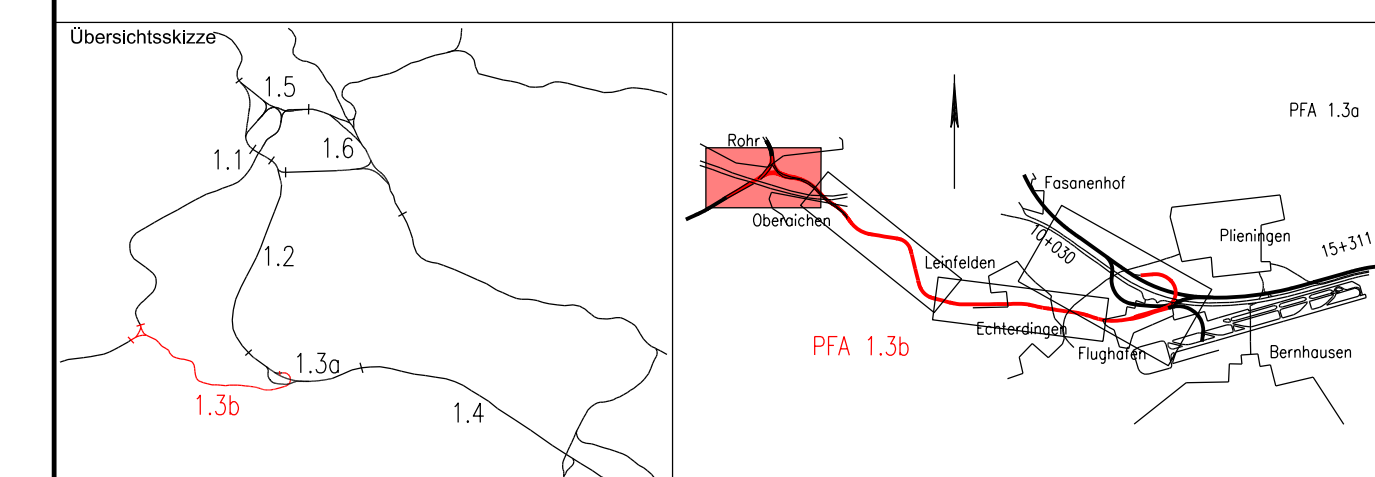 Übersichtsskizze
1.5
1.6
1.1
1.2
1.3a
1.3b
1.4
PFA 1.3a
Rohr
Fasanenhof
Oberaichen
Plieningen
10+030
15+311
Leinfelden
Echterdingen
PFA 1.3b
Flughafen
Bernhausen